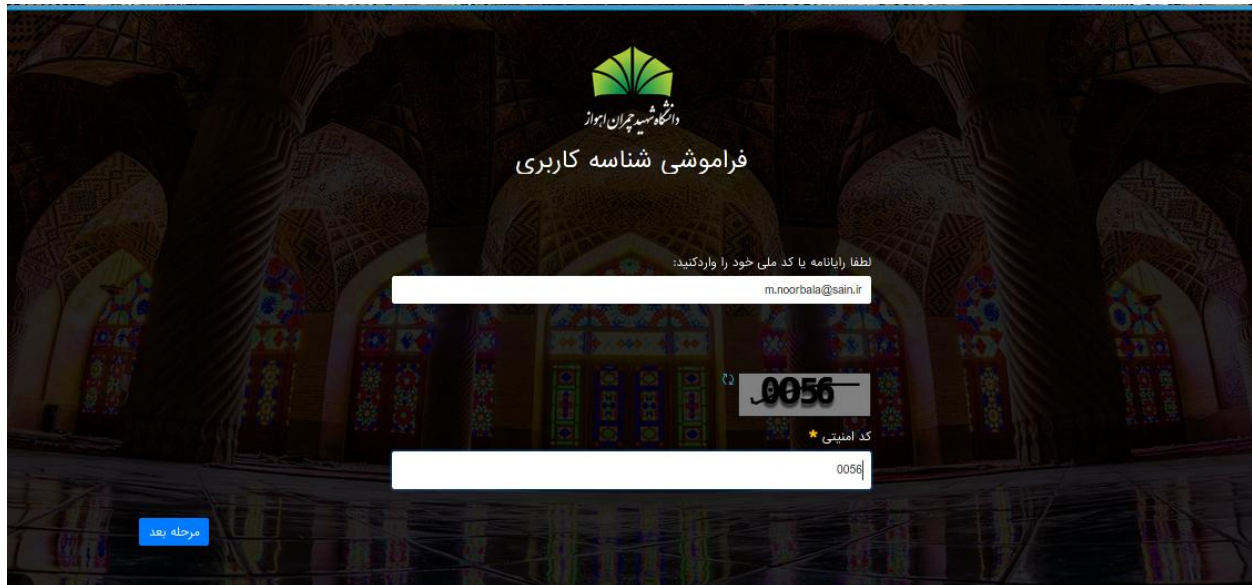 دانشگاه شهید چمران اهواز
فراموشی شناسه کاربری
لطفا رایانامه یا کد ملی خود را واردکنید:
m.noorbala@sain.ir
0056
کد امنیتی *
0056
مرحله بعد